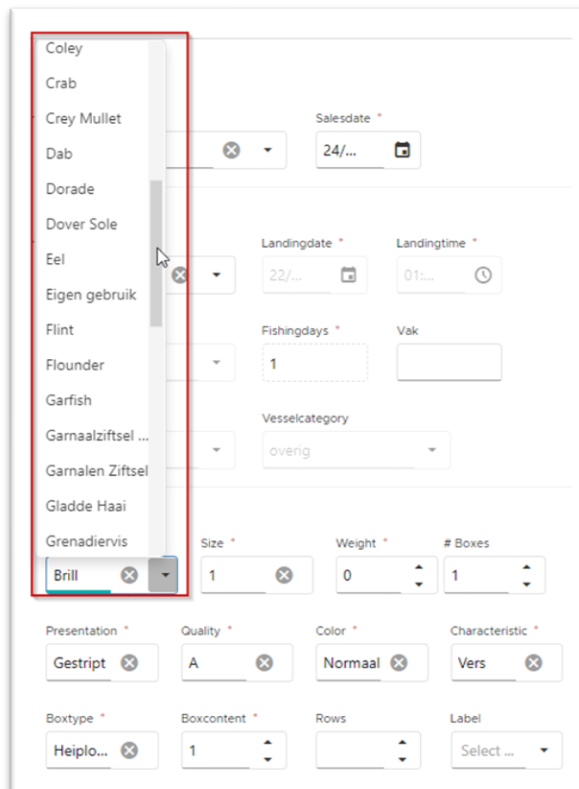 Coley
Crab
Crey Mullet
Dab
Dorade
Dover Sole
Eel
Eigen gebruik
Flint
Flounder
Garfish
Garnaalziftsel ...
Garnalen Ziftsel
Gladde Haai
Grenadiervis
Salesdate *
24/...
Landingdate * Landingtime *
22/... 01:...
Fishingdays * Vak
1
Vesselcategory
overig
Size * Weight * # Boxes
Brill 1 0 1
Presentation * Quality * Color * Characteristic *
Gestript A Normaal Vers
Boxtype * Boxcontent * Rows Label
Heiplo... 1 Select ...